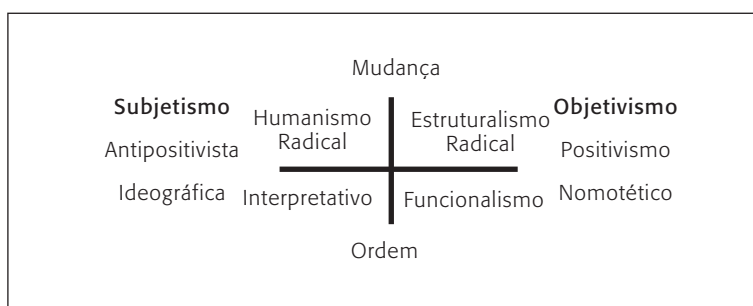 Mudança
Subjetismo
Antipositivista
Ideográfica
Humanismo
Radical
Interpretativo
Estruturalismo
Radical
Funcionalismo
Objetivismo
Positivismo
Nomotético
Ordem